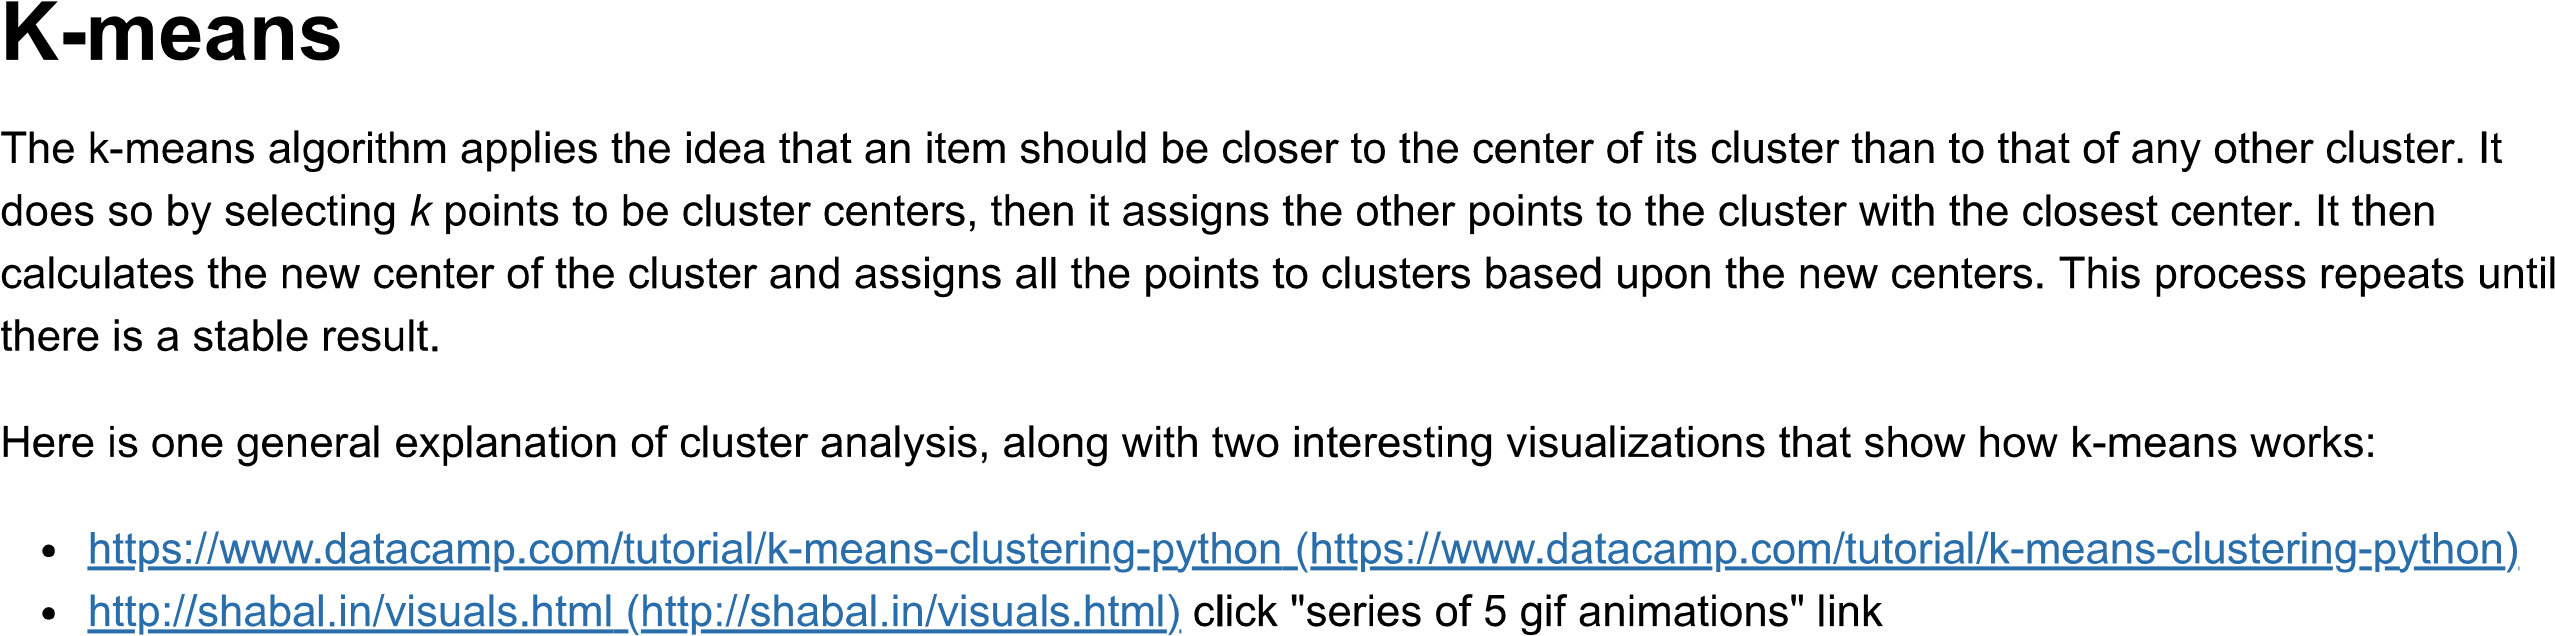 K-means
The k-means algorithm applies the idea that an item should be closer to the center of its cluster than to that of any other cluster. It
does so by selecting k points to be cluster centers, then it assigns the other points to the cluster with the closest center. It then
calculates the new center of the cluster and assigns all the points to clusters based upon the new centers. This process repeats until
there is a stable result.
Here is one general explanation of cluster analysis, along with two interesting visualizations that show how k-means works:
• https://www.datacamp.com/tutorial/k-means-clustering-python (https://www.datacamp.com/tutorial/k-means-clustering-python)
• http://shabal.in/visuals.html (http://shabal.in/visuals.html) click "series of 5 gif animations" link